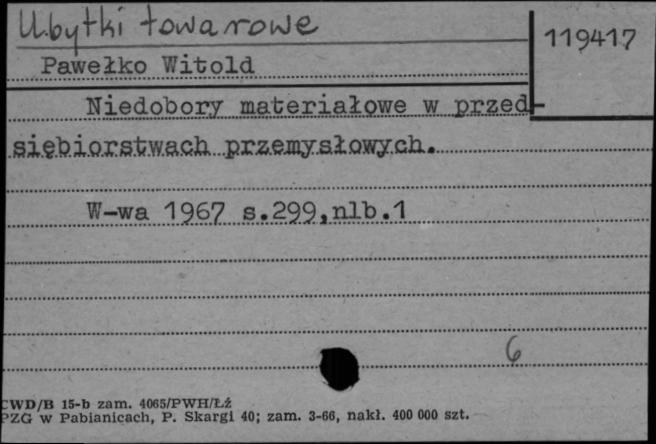 Ubytki towarowe
119417
Pawełko Witold
Niedobory materiałowe w przed-
siębiorstwach przemysłowych.
W-wa 1967 s.299,nlb.1
6
CWD/B 15-b zam. 4065/PWH/Łź
PZG w Pabianicach, P. Skargi 40; zam. 3-66, nakł. 400 000 szt.